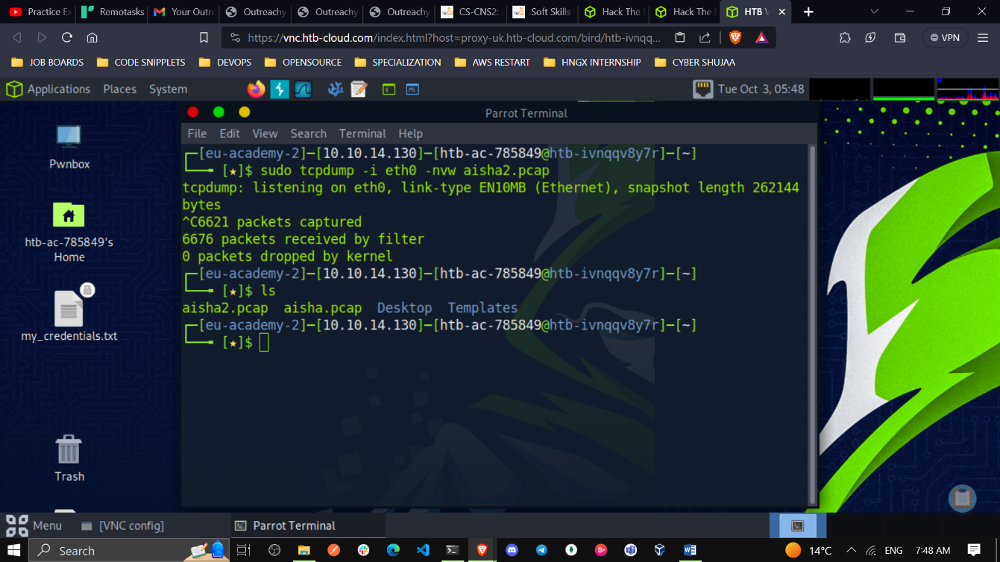 Practice Ex
Remotasks
Your Outre
Outreachy
Outreachy
Outreachy
CS-CNS2:
Soft Skills
Hack The
Hack The
HTB
https://vnc.htb-cloud.com/index.html?host=proxy-uk.htb-cloud.com/bird/htb-ivnqq...
VPN
JOB BOARDS
CODE SNIPPLETS
DEVOPS
OPENSOURCE
SPECIALIZATION
AWS RESTART
HNGX INTERNSHIP
CYBER SHUJAA
Applications Places System
Tue Oct 3, 05:48
Parrot Terminal
File Edit View Search Terminal Help
┌─[eu-academy-2]─[10.10.14.130]─[htb-ac-785849@htb-ivnqqv8y7r]─[~]
└──╼ [★]$ sudo tcpdump -i eth0 -nvw aisha2.pcap
tcpdump: listening on eth0, link-type EN10MB (Ethernet), snapshot length 262144
bytes
^C6621 packets captured
6676 packets received by filter
0 packets dropped by kernel
┌─[eu-academy-2]─[10.10.14.130]─[htb-ac-785849@htb-ivnqqv8y7r]─[~]
└──╼ [★]$ ls
aisha2.pcap aisha.pcap Desktop Templates
┌─[eu-academy-2]─[10.10.14.130]─[htb-ac-785849@htb-ivnqqv8y7r]─[~]
└──╼ [★]$
Pwnbox
htb-ac-785849's
Home
my_credentials.txt
Trash
Menu
[VNC config]
Parrot Terminal
Search
14°C
ENG
7:48 AM